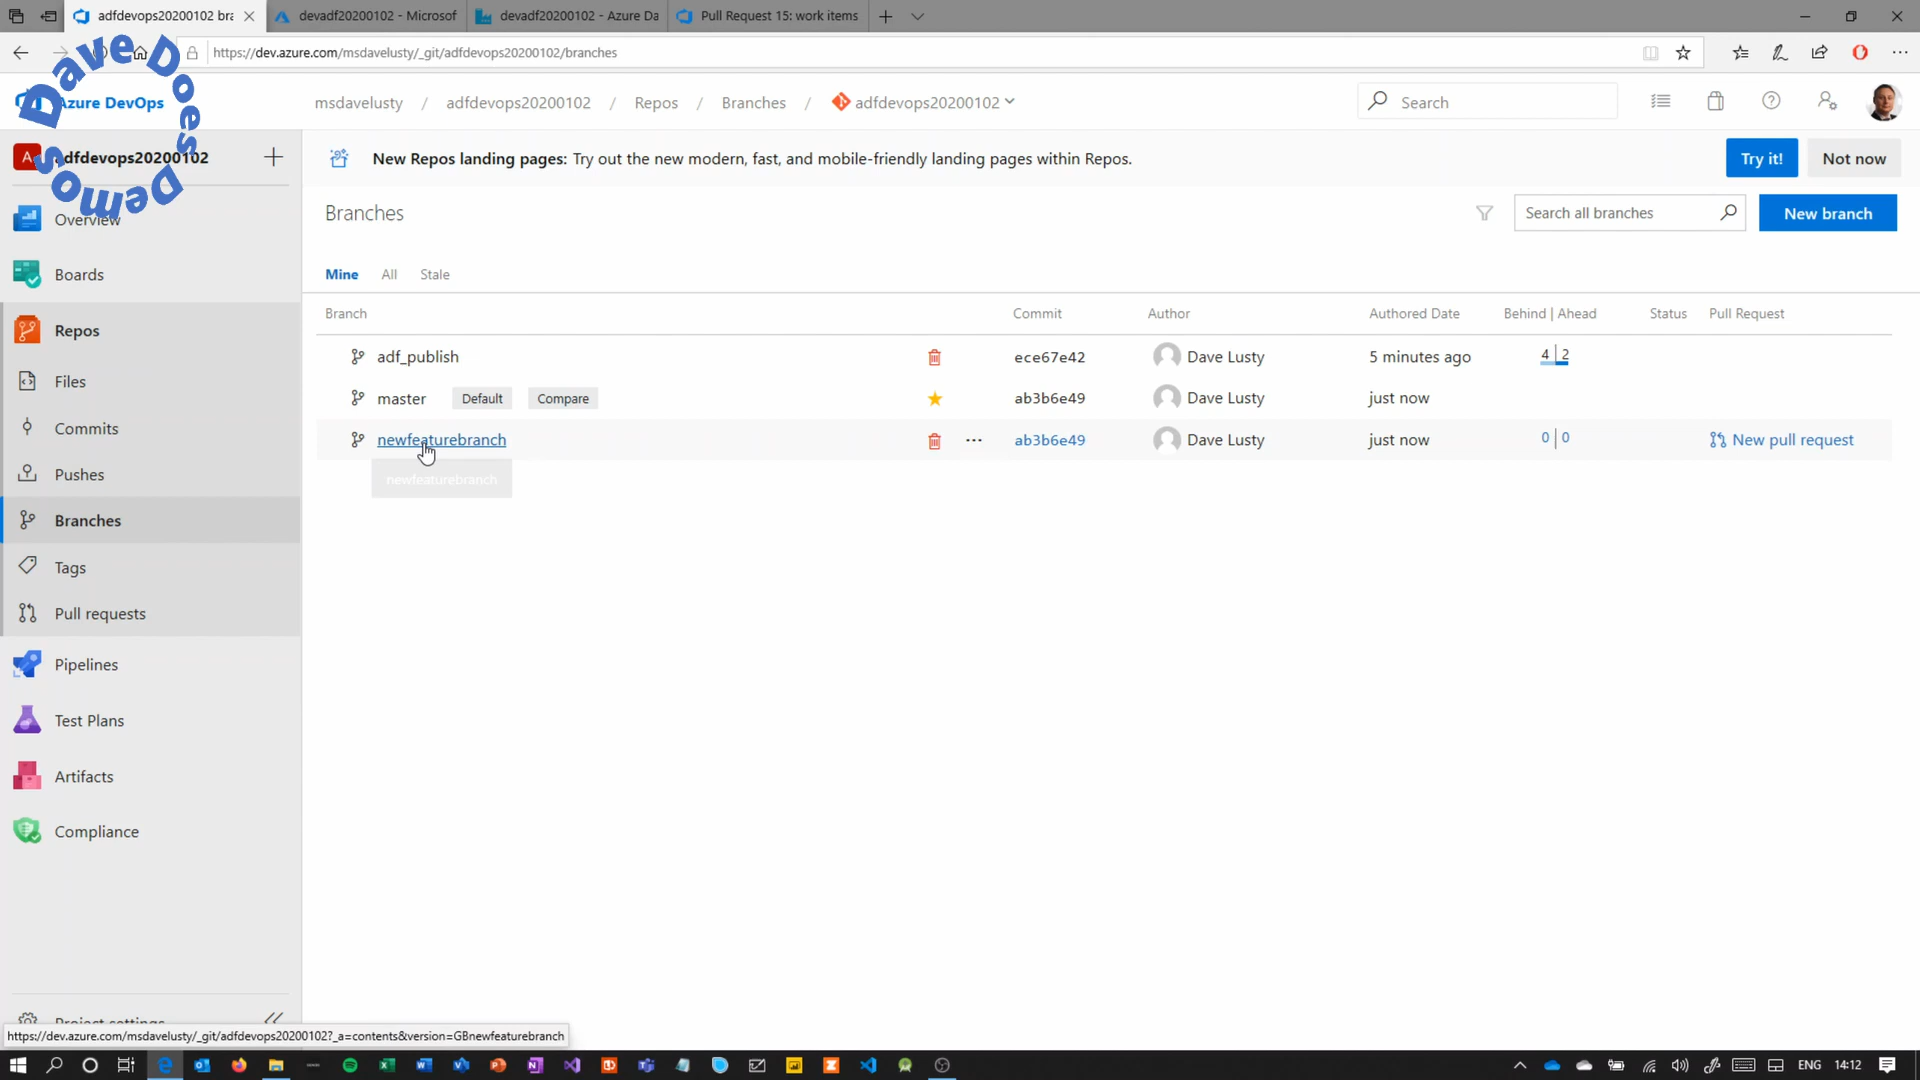 adfdevops20200102 bra
devadf20200102 - Microsof
devadf20200102 - Azure Da
Pull Request 15: work items
https://dev.azure.com/msdavelusty/_git/adfdevops20200102/branches
Dave Does Demos
Azure DevOps
msdavelusty / adfdevops20200102 / Repos / Branches / adfdevops20200102
Search
A
adfdevops20200102
New Repos landing pages: Try out the new modern, fast, and mobile-friendly landing pages within Repos.
Try it!
Not now
Overview
Boards
Repos
Files
Commits
Pushes
Branches
Tags
Pull requests
Pipelines
Test Plans
Artifacts
Compliance
Project settings
Branches
Search all branches
New branch
Mine All Stale
Branch Commit Author Authored Date Behind | Ahead Status Pull Request
adf_publish ece67e42 Dave Lusty 5 minutes ago 4 | 2
master Default Compare ab3b6e49 Dave Lusty just now
newfeaturebranch ... ab3b6e49 Dave Lusty just now 0 | 0 New pull request
newfeaturebranch
https://dev.azure.com/msdavelusty/_git/adfdevops20200102?_a=contents&version=GBnewfeaturebranch
ENG 14:12